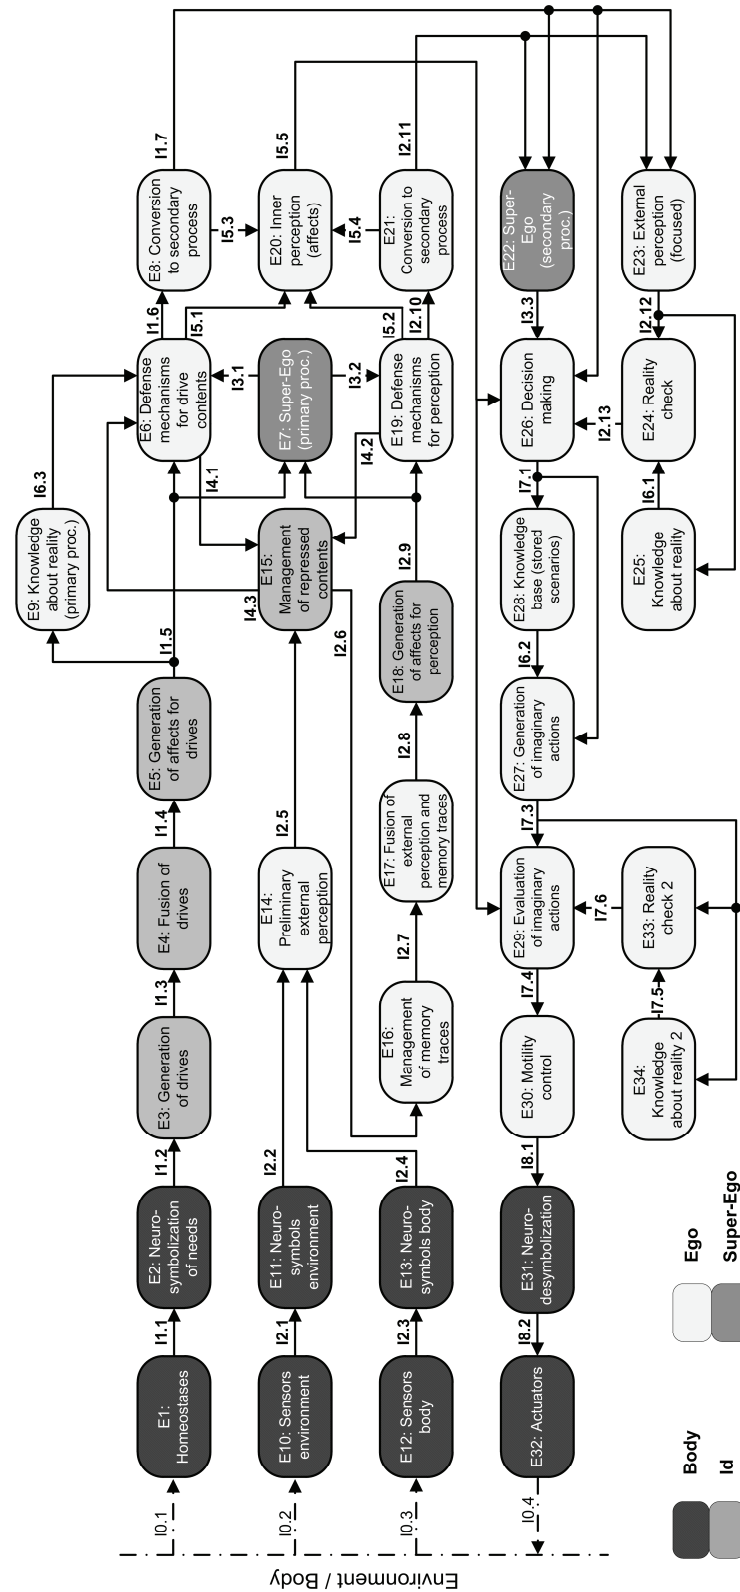 Environment / Body
I0.1
E1:
Homeostases
I1.1
E2: Neuro-
symbolization
of needs
I1.2
E3: Generation
of drives
I1.3
E4: Fusion of
drives
I1.4
E5: Generation
of affects for
drives
I1.5
E9: Knowledge
about reality
(primary proc.)
I6.3
E6: Defense
mechanisms
for drive
contents
I1.6
I5.1
E8: Conversion
to secondary
process
I1.7
I5.3
I0.2
E10: Sensors
environment
I2.1
E11: Neuro-
symbols
environment
I2.2
E14:
Preliminary
external
perception
I2.5
E15:
Management
of repressed
contents
I4.3
I2.6
I4.1
I4.2
E7: Super-Ego
(primary proc.)
I3.1
I3.2
E20: Inner
perception
(affects)
I5.5
I5.4
I0.3
E12: Sensors
body
I2.3
E13: Neuro-
symbols body
I2.4
E16:
Management
of memory
traces
I2.7
E17: Fusion of
external
perception and
memory traces
I2.8
E18: Generation
of affects for
perception
I2.9
E19: Defense
mechanisms
for perception
I5.2
I2.10
E21:
Conversion to
secondary
process
I2.11
I0.4
E32: Actuators
I8.2
E31: Neuro-
desymbolization
I8.1
E30: Motility
control
I7.4
E29: Evaluation
of imaginary
actions
I7.3
E27: Generation
of imaginary
actions
I6.2
E28: Knowledge
base (stored
scenarios)
I7.1
E26: Decision
making
I3.3
E22: Super-
Ego
(secondary
proc.)
I7.6
I2.13
E34:
Knowledge
about reality 2
I7.5
E33: Reality
check 2
E25:
Knowledge
about reality
I6.1
E24: Reality
check
I2.12
E23: External
perception
(focused)
Body
Id
Ego
Super-Ego